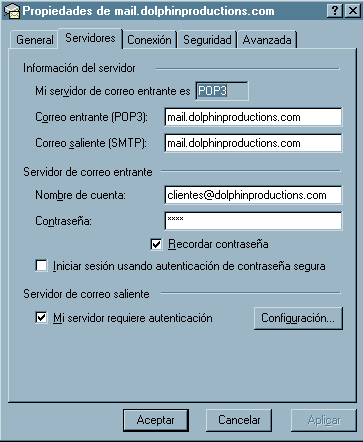 Propiedades de mail.dolphinproductions.com
General Servidores Conexión Seguridad Avanzada
Información del servidor
Mi servidor de correo entrante es POP3
Correo entrante (POP3): mail.dolphinproductions.com
Correo saliente (SMTP): mail.dolphinproductions.com
Servidor de correo entrante
Nombre de cuenta: clientes@dolphinproductions.com
Contraseña: ****
Recordar contraseña
Iniciar sesión usando autenticación de contraseña segura
Servidor de correo saliente
Mi servidor requiere autenticación Configuración...
Aceptar Cancelar Aplicar